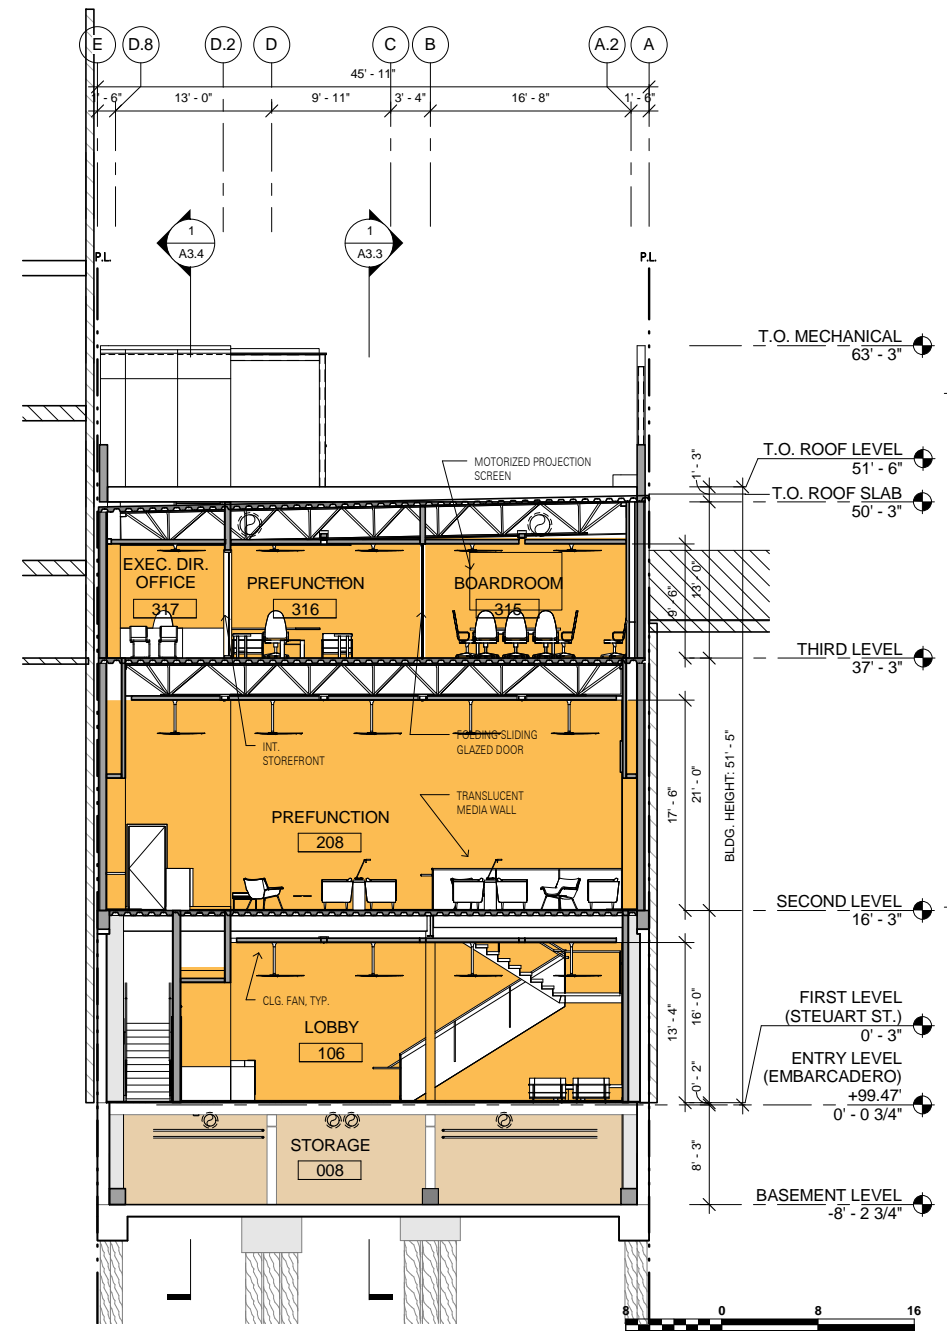 E D.8 D.2 D C B A.2 A
45' - 11"
1' - 6" 13' - 0" 9' - 11" 3' - 4" 16' - 8" 1' - 6"
1
A3.4
1
A3.3
P.L.
P.L.
T.O. MECHANICAL
63' - 3"
T.O. ROOF LEVEL
51' - 6"
T.O. ROOF SLAB
50' - 3"
1' - 3"
MOTORIZED PROJECTION
SCREEN
EXEC. DIR.
OFFICE
317
PREFUNCTION
316
BOARDROOM
315
9' - 6"
13' - 0"
THIRD LEVEL
37' - 3"
INT.
STOREFRONT
FOLDING SLIDING
GLAZED DOOR
TRANSLUCENT
MEDIA WALL
PREFUNCTION
208
17' - 6"
21' - 0"
BLDG. HEIGHT: 51' - 5"
SECOND LEVEL
16' - 3"
CLG. FAN, TYP.
LOBBY
106
13' - 4"
16' - 0"
0' - 2"
FIRST LEVEL
(STEUART ST.)
0' - 3"
ENTRY LEVEL
(EMBARCADERO)
+99.47'
0' - 0 3/4"
STORAGE
008
8' - 3"
BASEMENT LEVEL
-8' - 2 3/4"
8 0 8 16